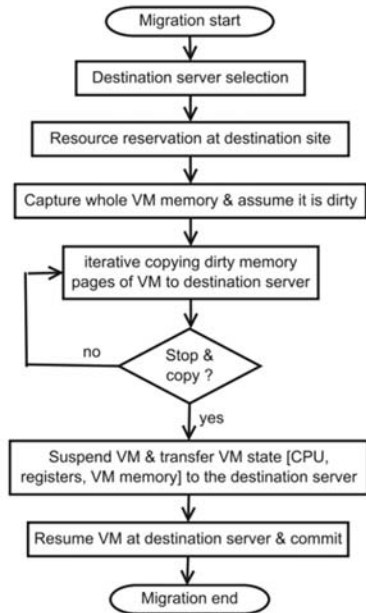 Migration start
Destination server selection
Resource reservation at destination site
Capture whole VM memory & assume it is dirty
iterative copying dirty memory
pages of VM to destination server
no
Stop &
copy ?
yes
Suspend VM & transfer VM state [CPU,
registers, VM memory] to the destination server
Resume VM at destination server & commit
Migration end